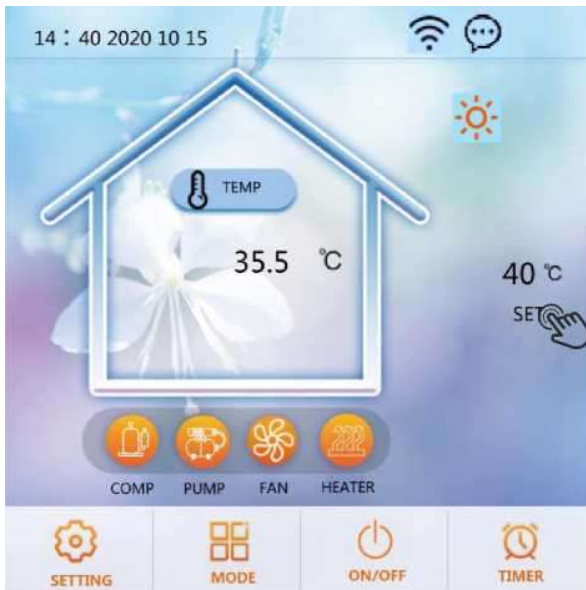 14：40 2020 10 15
TEMP
35.5 ℃
40 ℃
SET
COMP PUMP FAN HEATER
SETTING MODE ON/OFF TIMER